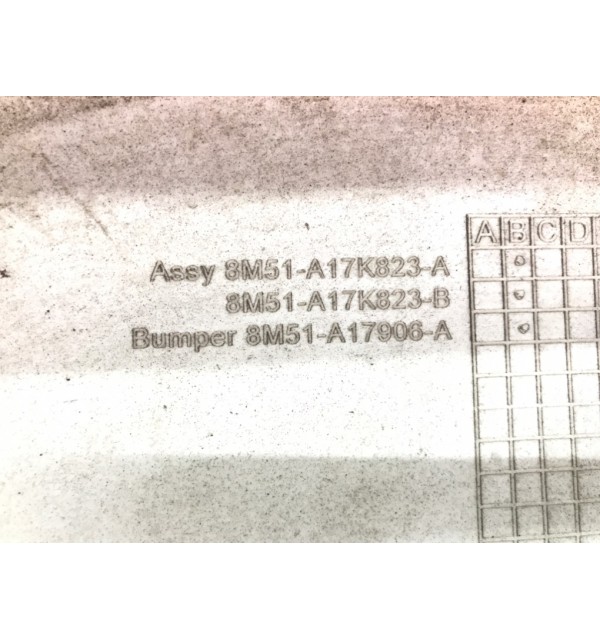 A B C D
Assy 8M51-A17K823-A
8M51-A17K823-B
Bumper 8M51-A17906-A